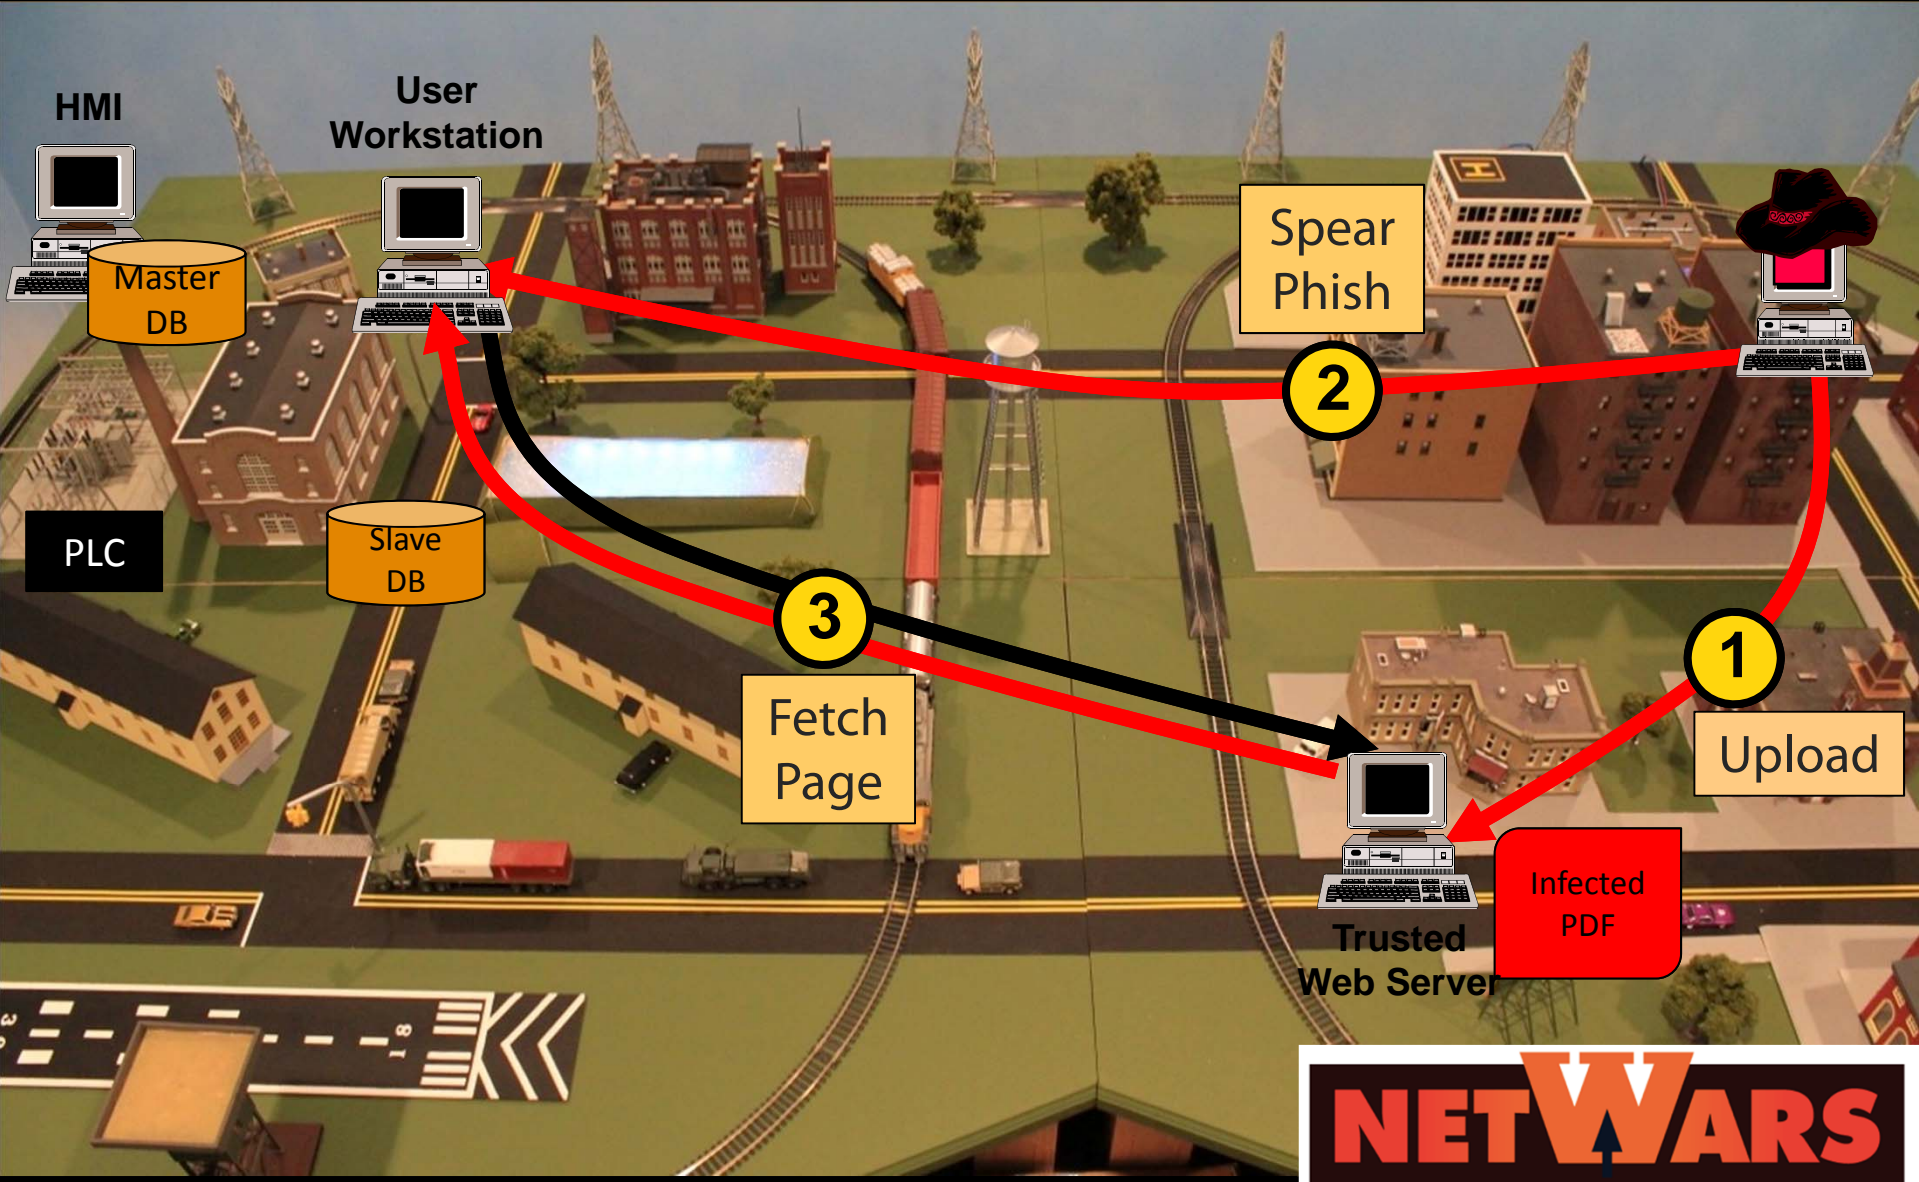 HMI
User
Workstation
Master
DB
Spear
Phish
2
PLC
Slave
DB
3
Fetch
Page
1
Upload
Infected
PDF
Trusted
Web Server
NETWARS